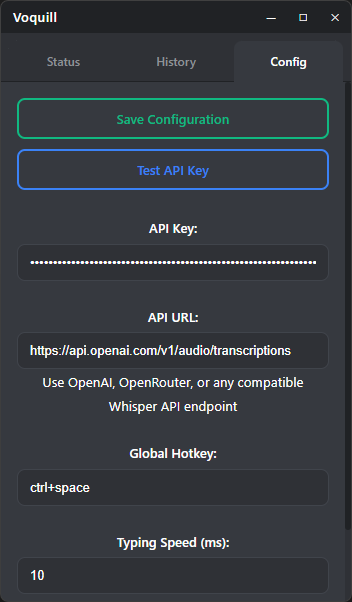 Voquill
Status History Config
Save Configuration
Test API Key
API Key:
API URL:
https://api.openai.com/v1/audio/transcriptions
Use OpenAI, OpenRouter, or any compatible
Whisper API endpoint
Global Hotkey:
ctrl+space
Typing Speed (ms):
10